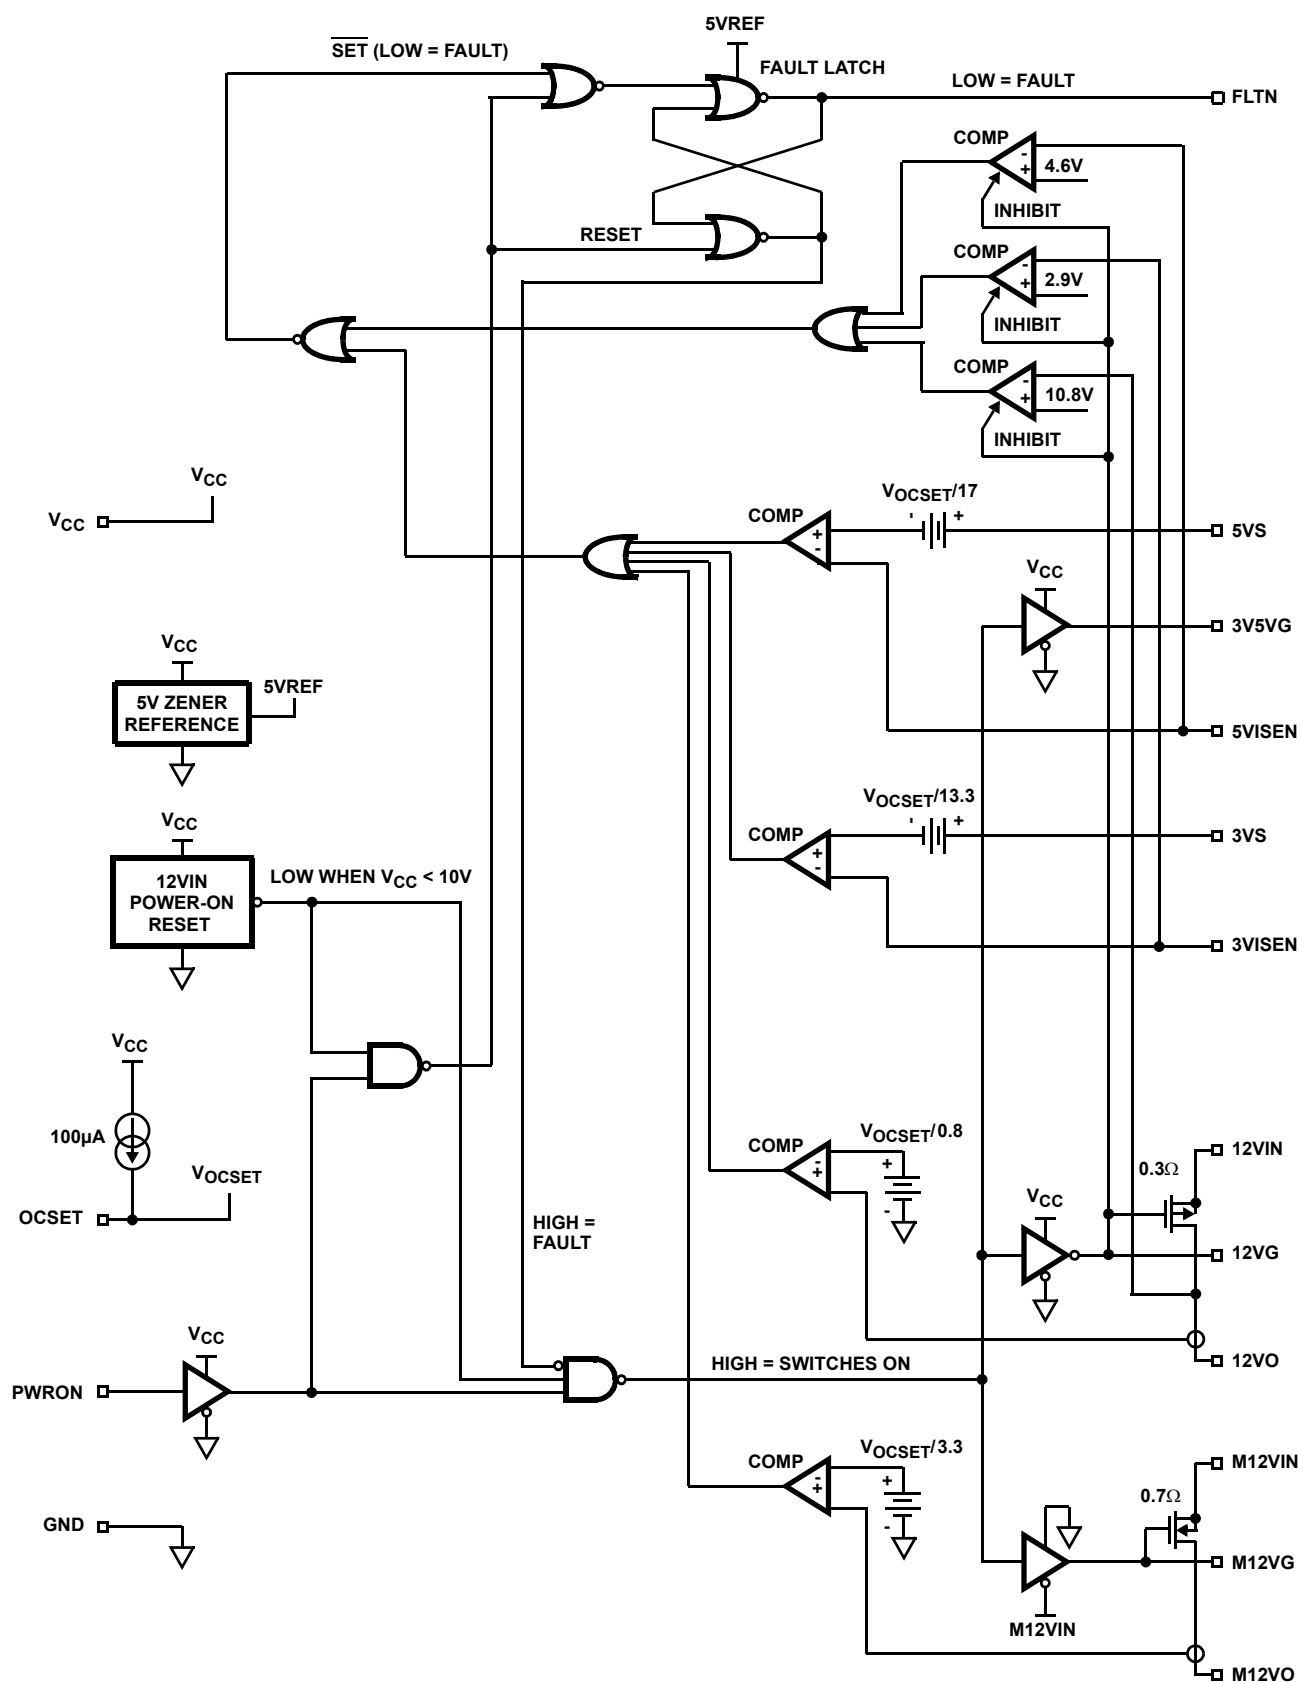 5VREF
SET (LOW = FAULT)
FAULT LATCH
LOW = FAULT
FLTN
COMP
-
+
4.6V
INHIBIT
RESET
COMP
-
+
2.9V
INHIBIT
COMP
-
+
10.8V
INHIBIT
VCC
VCC
VOCSET/17
- +
COMP
+
-
5VS
VCC
3V5VG
VCC
5VREF
5V ZENER
REFERENCE
5VISEN
VOCSET/13.3
- +
COMP
+
-
3VS
VCC
12VIN
POWER-ON
RESET
LOW WHEN VCC < 10V
3VISEN
VCC
100µA
VOCSET
OCSET
VOCSET/0.8
COMP
-
+
+
-
12VIN
0.3Ω
VCC
12VG
HIGH =
FAULT
VCC
PWRON
HIGH = SWITCHES ON
12VO
VOCSET/3.3
COMP
-
+
+
-
M12VIN
0.7Ω
GND
M12VG
M12VIN
M12VO